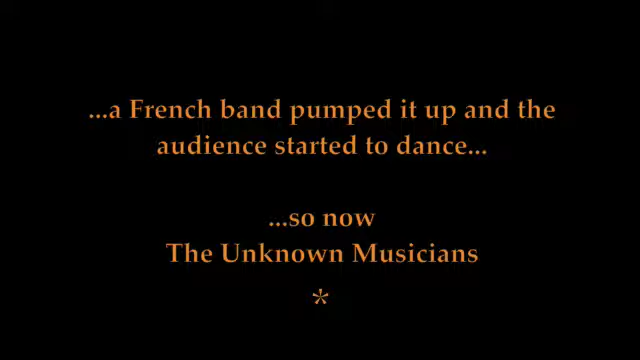 ...a French band pumped it up and the
audience started to dance...
...so now
The Unknown Musicians
*